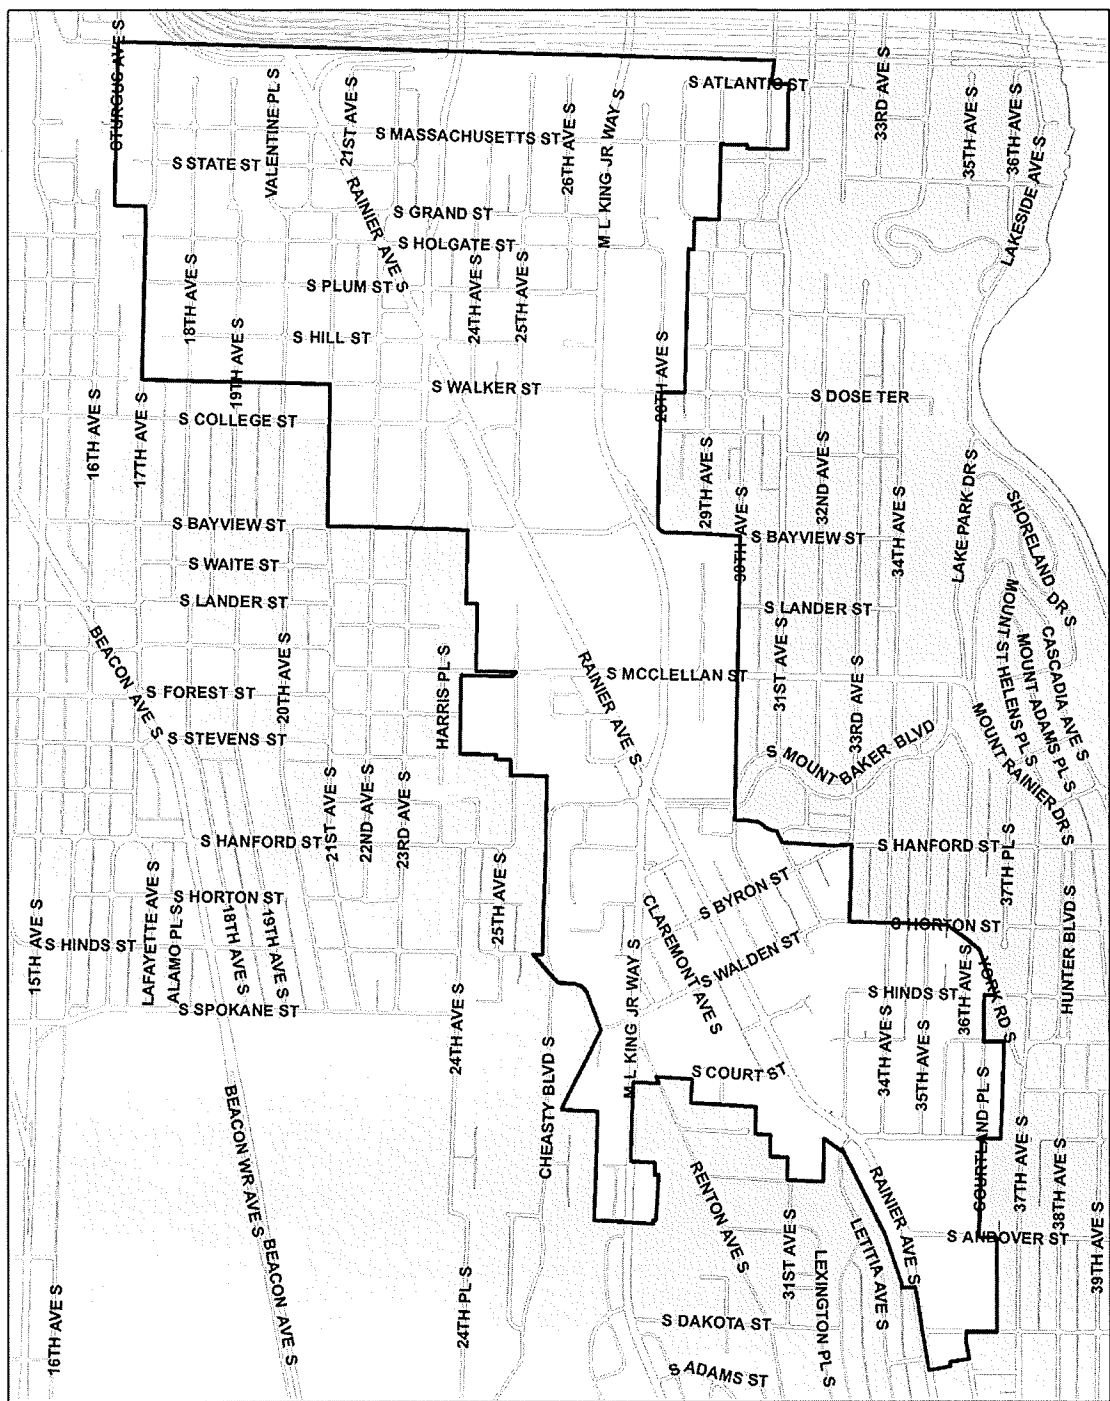 STURGUS AVE S
VALENTINE PL S
21ST AVE S
S ATLANTIC ST
S MASSACHUSETTS ST
26TH AVE S
M L KING JR WAY S
33RD AVE S
35TH AVE S
36TH AVE S
LAKESIDE AVE S
S STATE ST
RAINIER AVE S
S GRAND ST
S HOLGATE ST
S PLUM ST
18TH AVE S
24TH AVE S
25TH AVE S
S HILL ST
19TH AVE S
S WALKER ST
28TH AVE S
S DOSE TER
16TH AVE S
17TH AVE S
S COLLEGE ST
29TH AVE S
30TH AVE S
32ND AVE S
34TH AVE S
LAKE PARK DR S
SHORELAND DR S
S BAYVIEW ST
S BAYVIEW ST
S WAITE ST
S LANDER ST
S LANDER ST
BEACON AVE S
20TH AVE S
HARRIS PL S
RAINIER AVE S
S MCCLELLAN ST
31ST AVE S
33RD AVE S
MOUNT ST HELENS PL S
MOUNT ADAMS PL S
CASCADIA AVE S
MOUNT RAINIER DR S
S FOREST ST
S STEVENS ST
S MOUNT BAKER BLVD
21ST AVE S
22ND AVE S
23RD AVE S
S HANFORD ST
S HANFORD ST
37TH PL S
25TH AVE S
S BYRON ST
CLAREMONT AVE S
S HORTON ST
S HORTON ST
15TH AVE S
LAFAYETTE AVE S
ALAMO PL S
18TH AVE S
19TH AVE S
S HINDS ST
S WALDEN ST
M L KING JR WAY S
S HINDS ST
36TH AVE S
YORK RD S
HUNTER BLVD S
S SPOKANE ST
24TH AVE S
CHEASTY BLVD S
S COURT ST
34TH AVE S
35TH AVE S
COURTLAND PL S
BEACON WR AVE S
BEACON AVE S
RENTON AVE S
RAINIER AVE S
LETITIA AVE S
37TH AVE S
38TH AVE S
39TH AVE S
S ANDOVER ST
31ST AVE S
LEXINGTON PL S
16TH AVE S
24TH PL S
S DAKOTA ST
S ADAMS ST